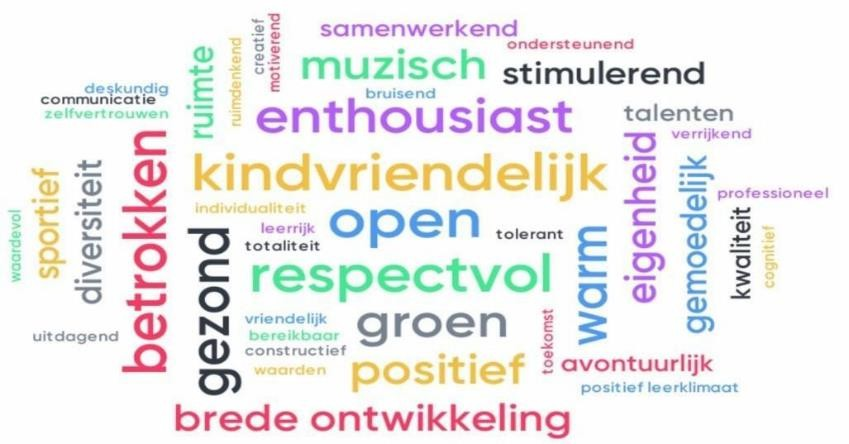 samenwerkend
creatief
motiverend
ondersteunend
ruimte
ruimdenkend
muzisch
stimulerend
deskundig
communicatie
zelfvertrouwen
bruisend
enthousiast
talenten
verrijkend
betrokken
kindvriendelijk
eigenheid
gemoedelijk
sportief
diversiteit
waardevol
individualiteit
open
professioneel
kwaliteit
cognitief
leerrijk
totaliteit
tolerant
gezond
respectvol
warm
uitdagend
vriendelijk
bereikbaar
constructief
waarden
groen
toekomst
positief
avontuurlijk
positief leerklimaat
brede ontwikkeling